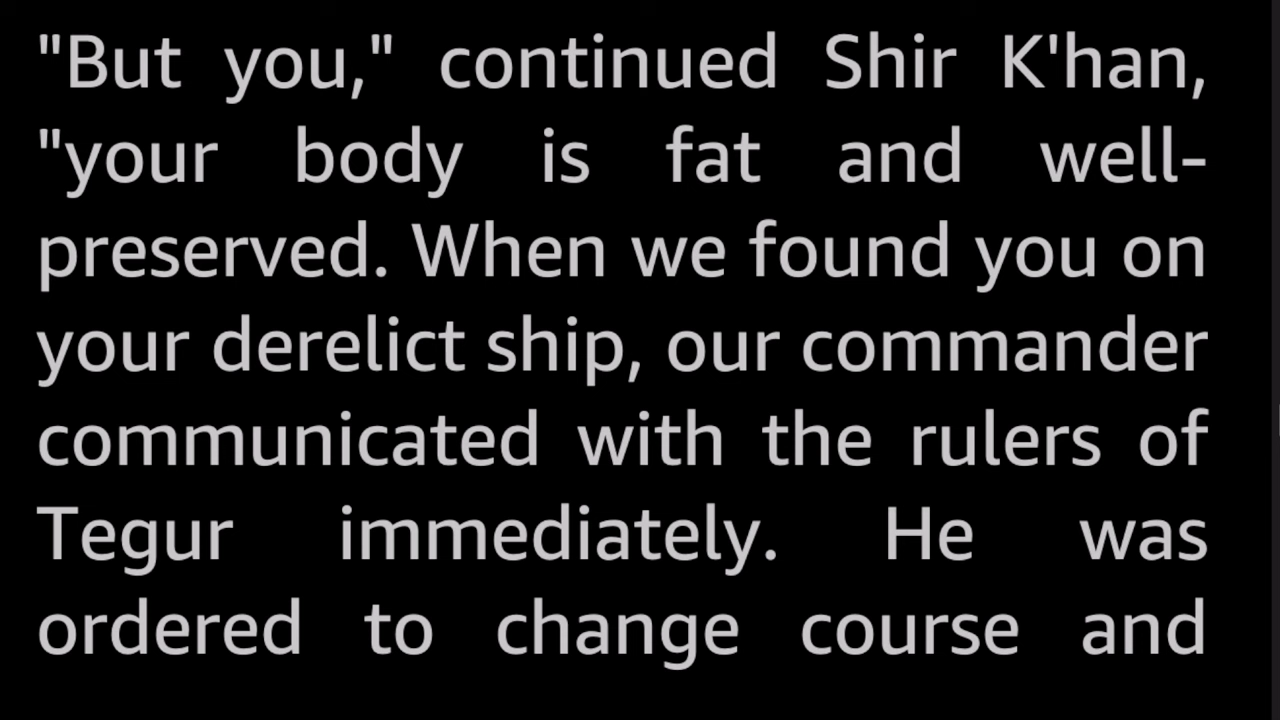 "But you," continued Shir K'han,
"your body is fat and well-
preserved. When we found you on
your derelict ship, our commander
communicated with the rulers of
Tegur immediately. He was
ordered to change course and